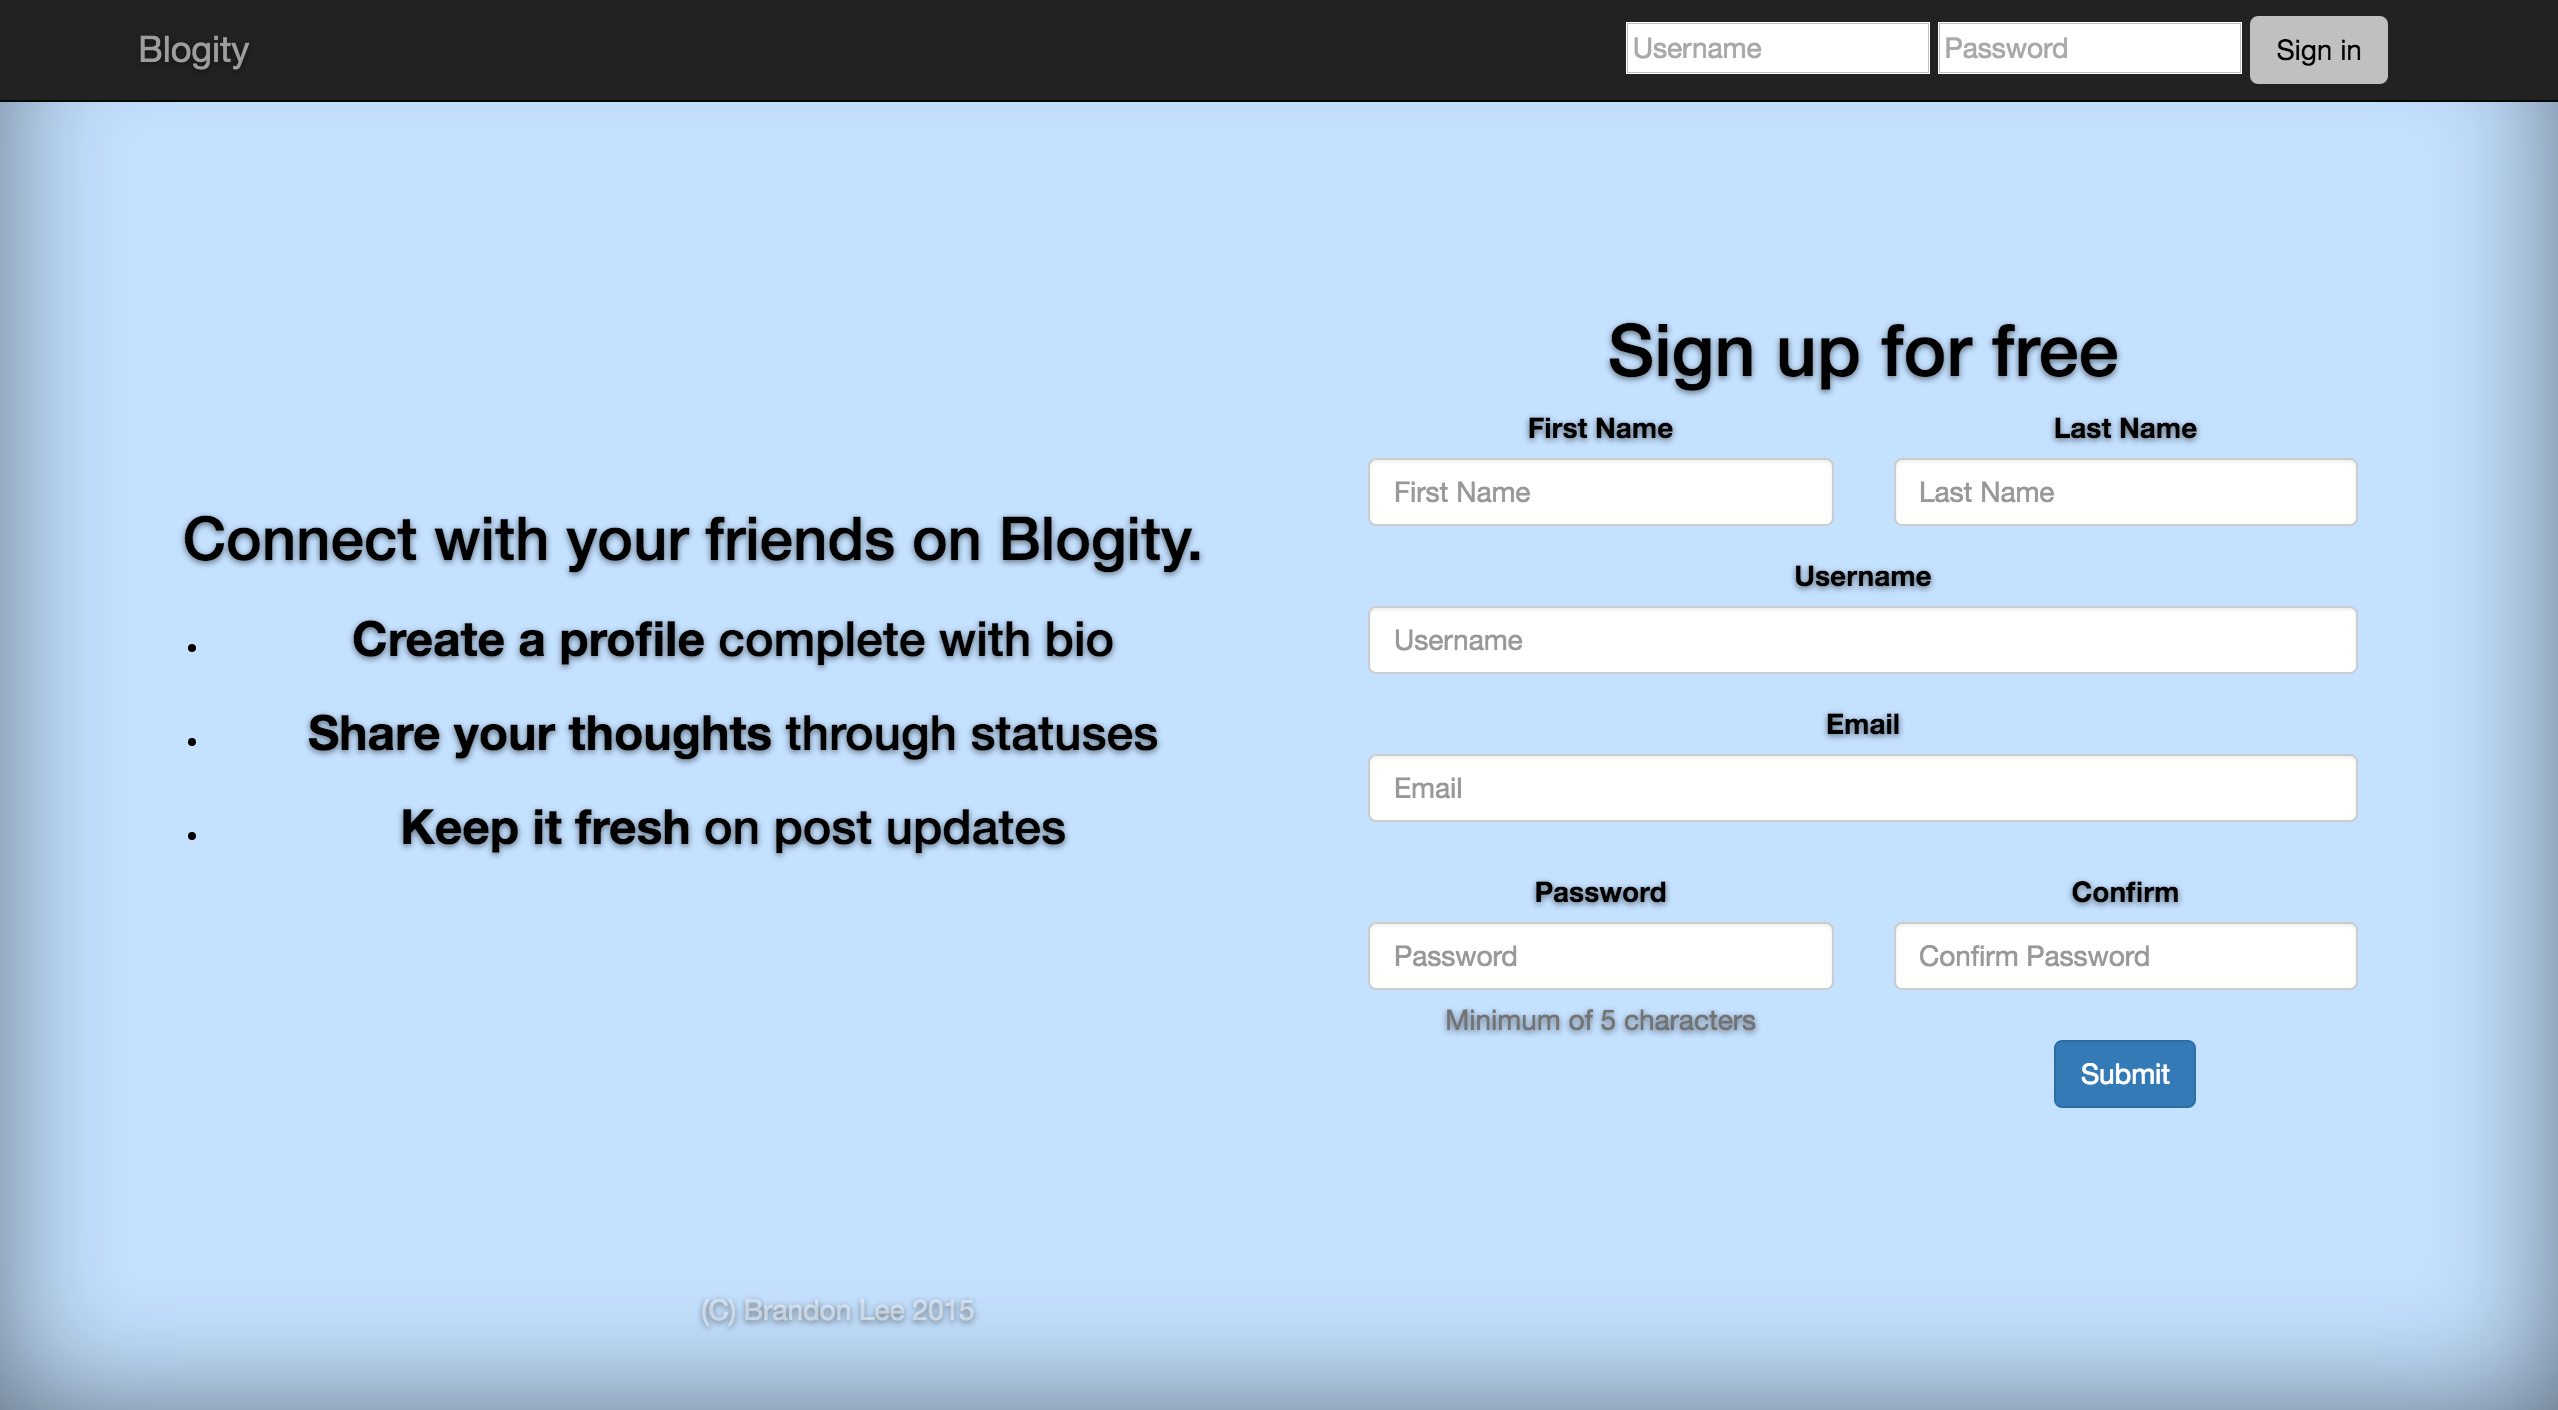 Blogity
Username Password Sign in
Connect with your friends on Blogity.
• Create a profile complete with bio
• Share your thoughts through statuses
• Keep it fresh on post updates
Sign up for free
First Name Last Name
First Name Last Name
Username
Username
Email
Email
Password Confirm
Password Confirm Password
Minimum of 5 characters
Submit
(C) Brandon Lee 2015